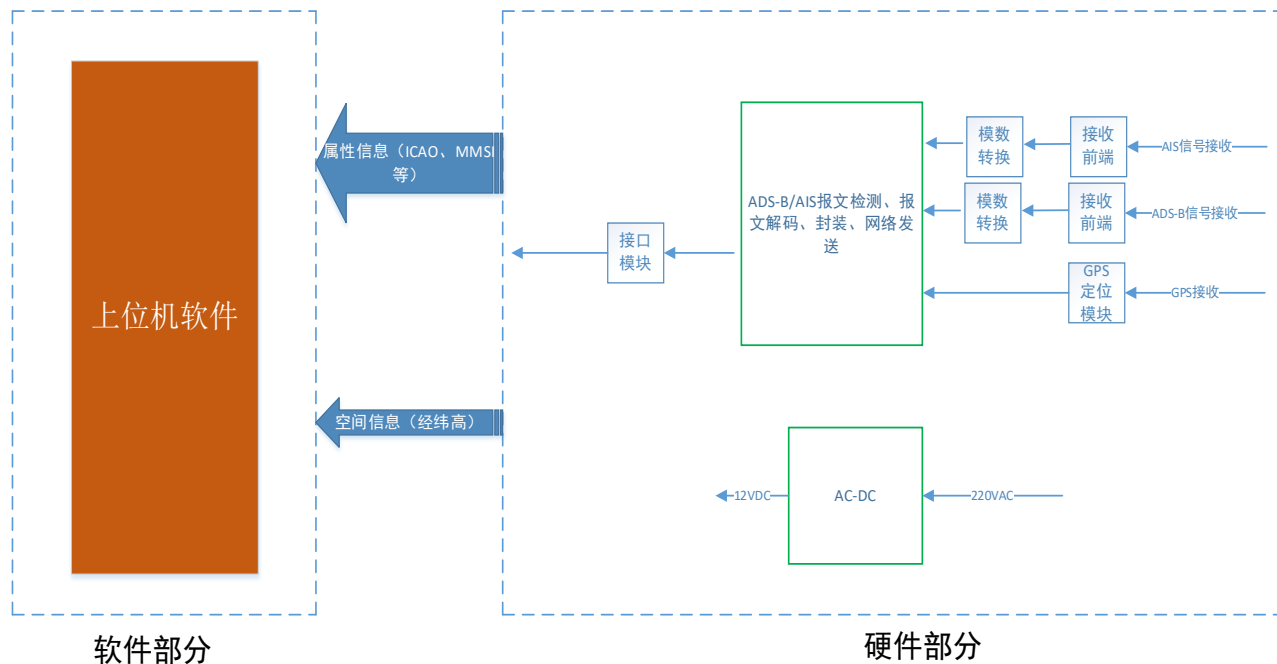 上位机软件
属性信息（ICAO、MMSI
等）
空间信息（经纬高）
软件部分
接口
模块
ADS-B/AIS报文检测、报
文解码、封装、网络发
送
模数
转换
接收
前端
AIS信号接收
模数
转换
接收
前端
ADS-B信号接收
GPS
定位
模块
GPS接收
12VDC
AC-DC
220VAC
硬件部分